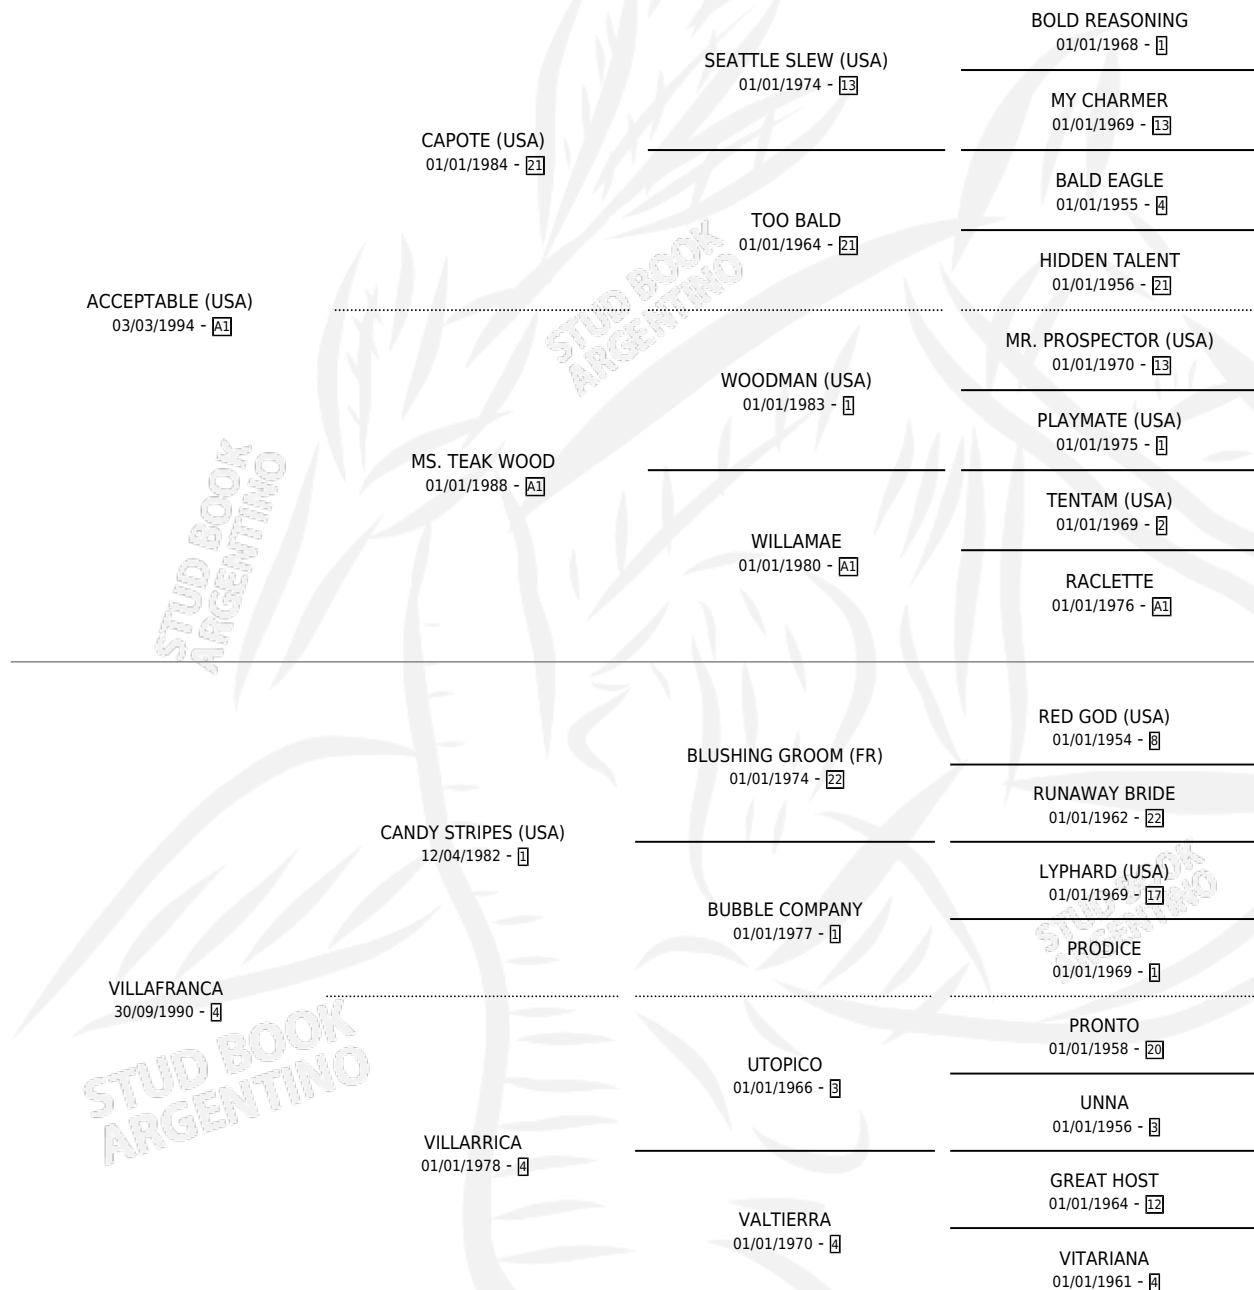 BOLD REASONING
01/01/1968 - 1
SEATTLE SLEW (USA)
01/01/1974 - 13
MY CHARMER
01/01/1969 - 13
CAPOTE (USA)
01/01/1984 - 21
BALD EAGLE
01/01/1955 - 4
TOO BALD
01/01/1964 - 21
HIDDEN TALENT
01/01/1956 - 21
ACCEPTABLE (USA)
03/03/1994 - A1
MR. PROSPECTOR (USA)
01/01/1970 - 13
WOODMAN (USA)
01/01/1983 - 1
PLAYMATE (USA)
01/01/1975 - 1
MS. TEAK WOOD
01/01/1988 - A1
TENTAM (USA)
01/01/1969 - 2
WILLAMAE
01/01/1980 - A1
RACLETTE
01/01/1976 - A1
RED GOD (USA)
01/01/1954 - 8
BLUSHING GROOM (FR)
01/01/1974 - 22
RUNAWAY BRIDE
01/01/1962 - 22
CANDY STRIPES (USA)
12/04/1982 - 1
LYPHARD (USA)
01/01/1969 - 17
BUBBLE COMPANY
01/01/1977 - 1
PRODICE
01/01/1969 - 1
VILLAFRANCA
30/09/1990 - 4
PRONTO
01/01/1958 - 20
UTOPICO
01/01/1966 - 3
UNNA
01/01/1956 - 3
VILLARRICA
01/01/1978 - 4
GREAT HOST
01/01/1964 - 12
VALTIERRA
01/01/1970 - 4
VITARIANA
01/01/1961 - 4
STUD BOOK
ARGENTINO
STUD BOOK
ARGENTINO
STUD BOOK
ARGENTINO
STUD BOOK
ARGENTINO